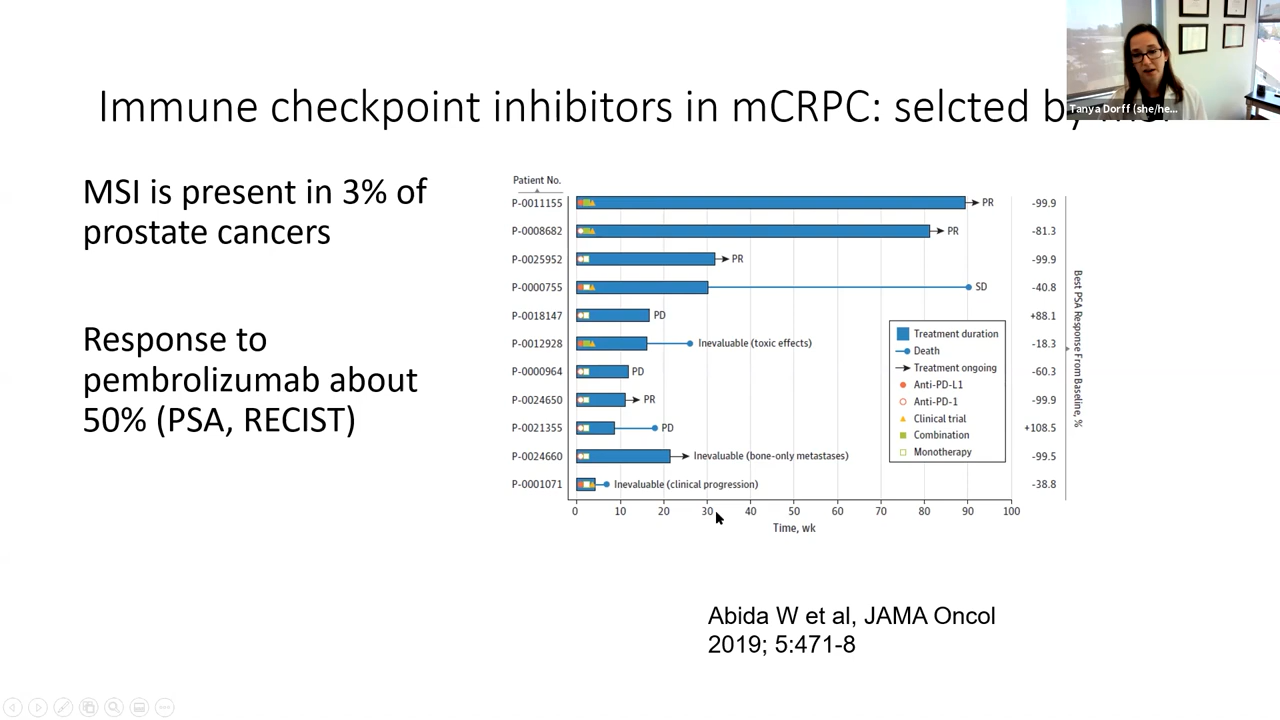 Tanya Dorff (she/he...
Immune checkpoint inhibitors in mCRPC: selcted by
MSI is present in 3% of
prostate cancers
Response to
pembrolizumab about
50% (PSA, RECIST)
Patient No.
P-0011155 PR -99.9
P-0008682 PR -81.3
P-0025952 PR -99.9
P-0000755 SD -40.8
P-0018147 PD +88.1
P-0012928 Inevaluable (toxic effects) -18.3
P-0000964 PD -60.3
P-0024650 PR -99.9
P-0021355 PD +108.5
P-0024660 Inevaluable (bone-only metastases) -99.5
P-0001071 Inevaluable (clinical progression) -38.8
Treatment duration
Death
Treatment ongoing
Anti-PD-L1
Anti-PD-1
Clinical trial
Combination
Monotherapy
Best PSA Response From Baseline, %
0 10 20 30 40 50 60 70 80 90 100
Time, wk
Abida W et al, JAMA Oncol
2019; 5:471-8